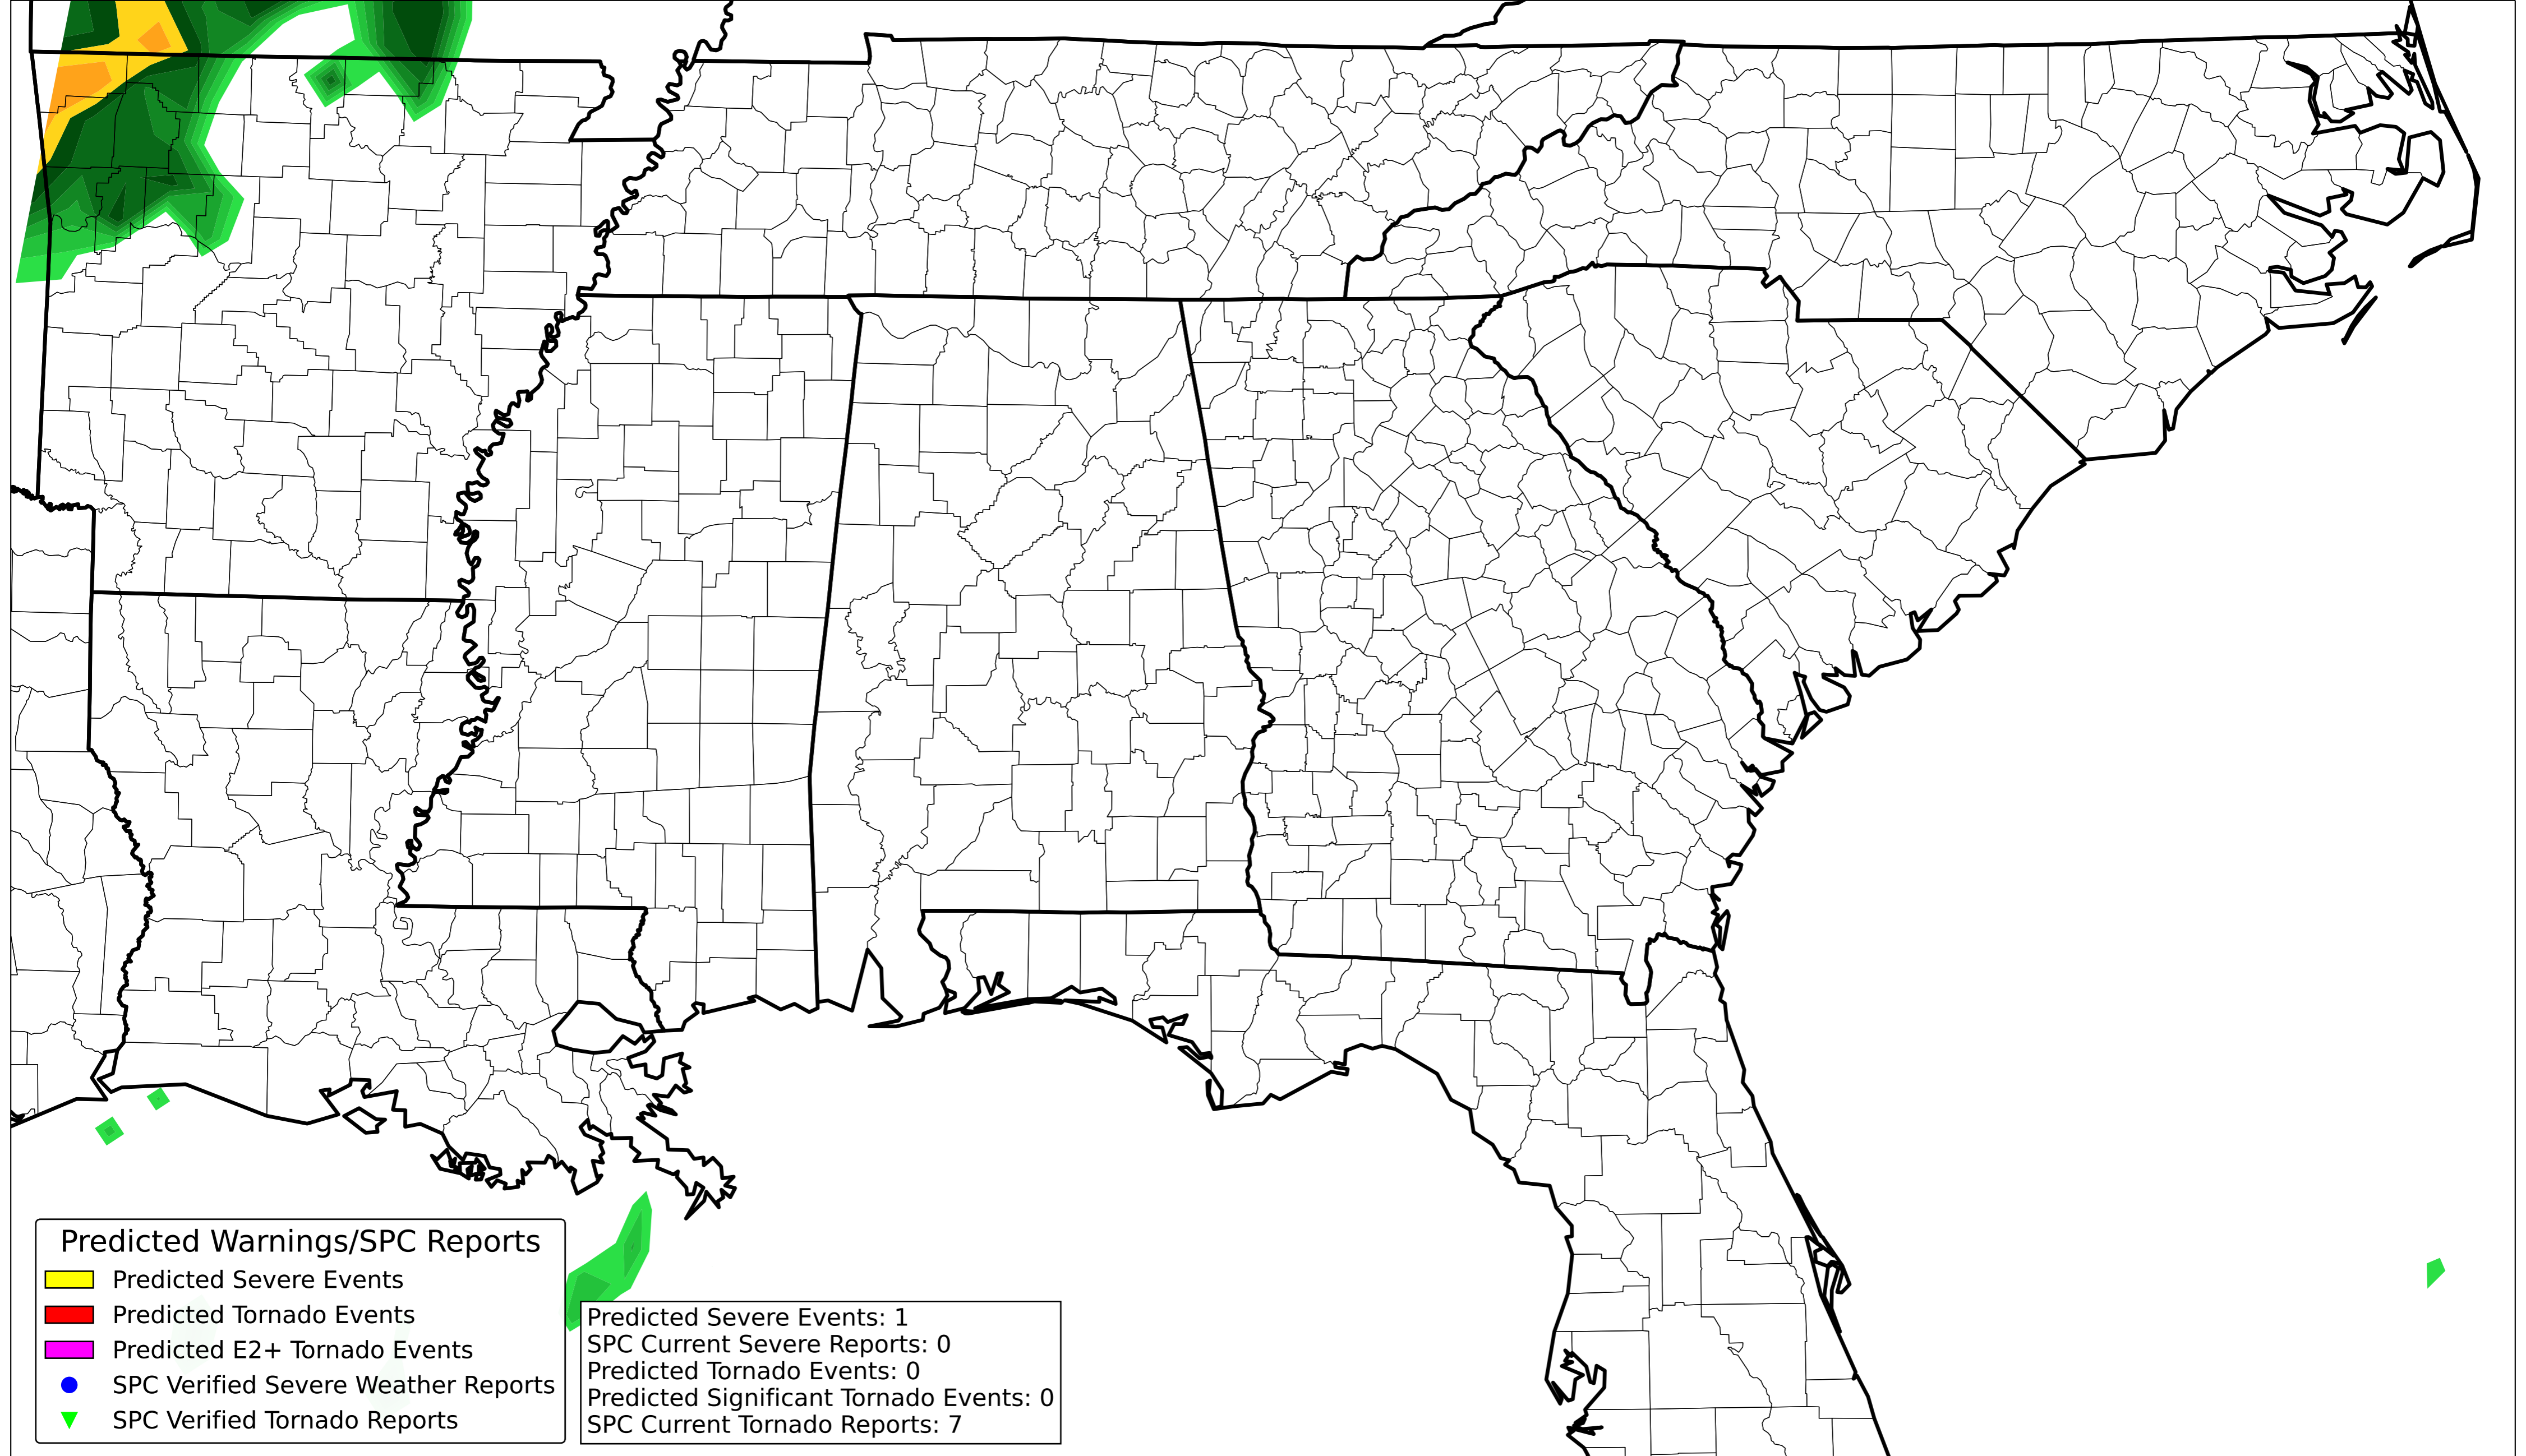 Predicted Warnings/SPC Reports
Predicted Severe Events
Predicted Tornado Events
Predicted E2+ Tornado Events
SPC Verified Severe Weather Reports
SPC Verified Tornado Reports
Predicted Severe Events: 1
SPC Current Severe Reports: 0
Predicted Tornado Events: 0
Predicted Significant Tornado Events: 0
SPC Current Tornado Reports: 7